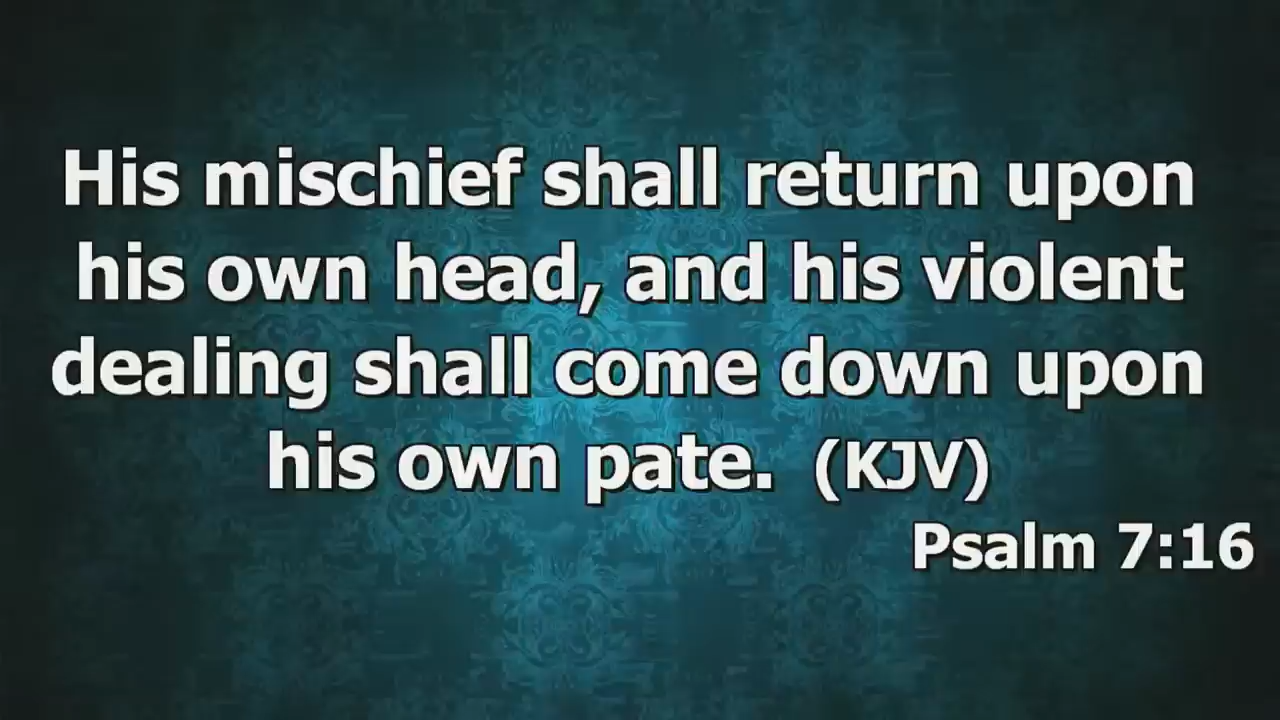 His mischief shall return upon
his own head, and his violent
dealing shall come down upon
his own pate. (KJV)
Psalm 7:16